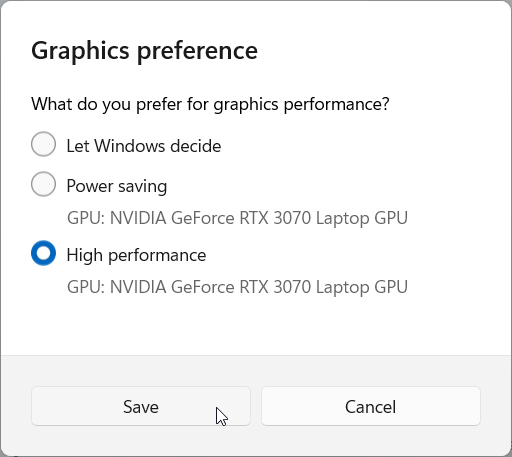 Graphics preference
What do you prefer for graphics performance?
Let Windows decide
Power saving
GPU: NVIDIA GeForce RTX 3070 Laptop GPU
High performance
GPU: NVIDIA GeForce RTX 3070 Laptop GPU
Save Cancel